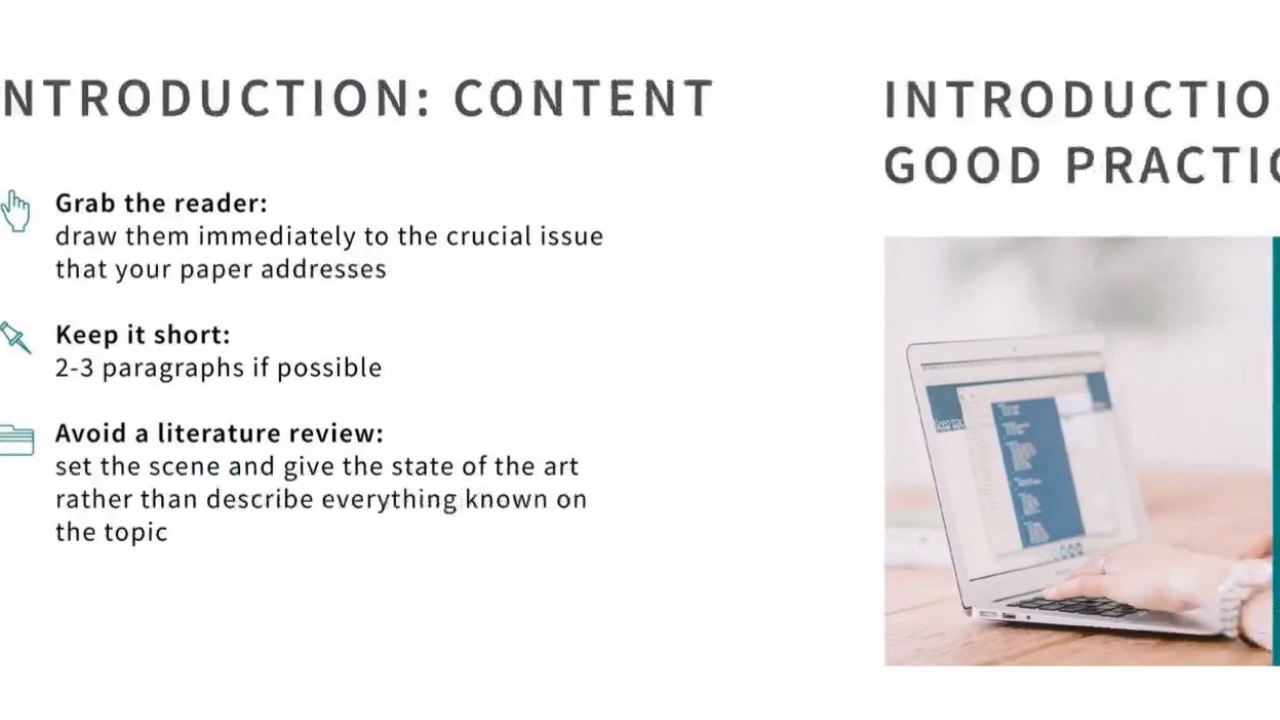 NTRODUCTION: CONTENT
Grab the reader:
draw them immediately to the crucial issue
that your paper addresses
Keep it short:
2-3 paragraphs if possible
Avoid a literature review:
set the scene and give the state of the art
rather than describe everything known on
the topic
INTRODUCTIO
GOOD PRACTIC